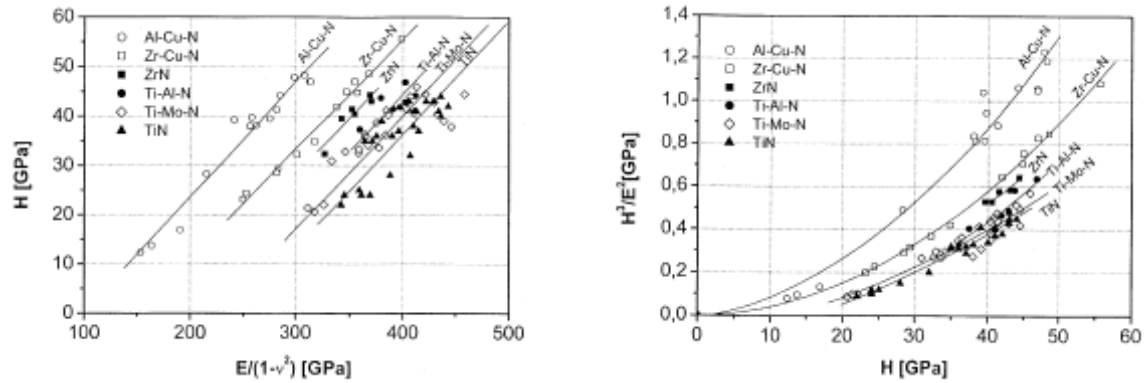 H [GPa]
60
50
40
30
20
10
0
100
200
300
400
500
E/(1-ν²) [GPa]
Al-Cu-N
Zr-Cu-N
ZrN
Ti-Al-N
Ti-Mo-N
TiN
Al-Cu-N
Zr-Cu-N
ZrN
Ti-Al-N
Ti-Mo-N
TiN
H³/E² [GPa]
1,4
1,2
1,0
0,8
0,6
0,4
0,2
0,0
0
10
20
30
40
50
60
H [GPa]
Al-Cu-N
Zr-Cu-N
ZrN
Ti-Al-N
Ti-Mo-N
TiN
Al-Cu-N
Zr-Cu-N
ZrN
Ti-Al-N
Ti-Mo-N
TiN